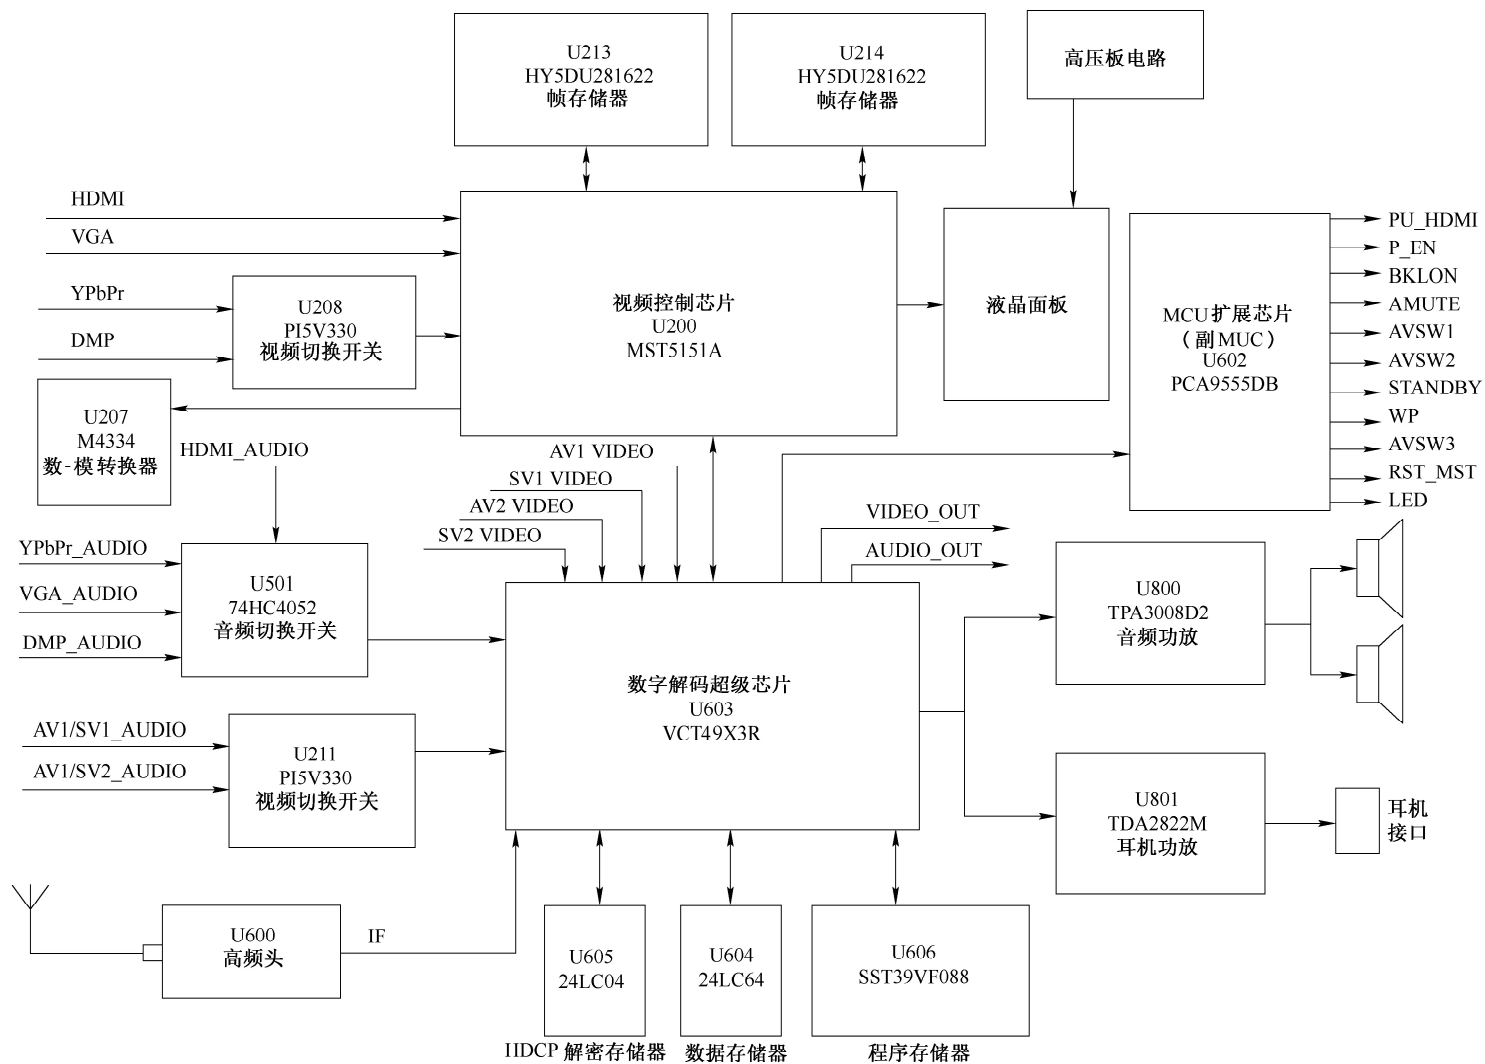 U213
HY5DU281622
帧存储器
U214
HY5DU281622
帧存储器
高压板电路
HDMI
VGA
YPbPr
DMP
U208
PI5V330
视频切换开关
视频控制芯片
U200
MST5151A
液晶面板
MCU扩展芯片
（副MUC）
U602
PCA9555DB
PU_HDMI
P_EN
BKLON
AMUTE
AVSW1
AVSW2
STANDBY
WP
AVSW3
RST_MST
LED
U207
M4334
数-模转换器
HDMI_AUDIO
AV1 VIDEO
SV1 VIDEO
AV2 VIDEO
SV2 VIDEO
VIDEO_OUT
AUDIO_OUT
YPbPr_AUDIO
VGA_AUDIO
DMP_AUDIO
U501
74HC4052
音频切换开关
数字解码超级芯片
U603
VCT49X3R
U800
TPA3008D2
音频功放
AV1/SV1_AUDIO
AV1/SV2_AUDIO
U211
PI5V330
视频切换开关
U801
TDA2822M
耳机功放
耳机
接口
U600
高频头
IF
U605
24LC04
HDCP 解密存储器
U604
24LC64
数据存储器
U606
SST39VF088
程序存储器